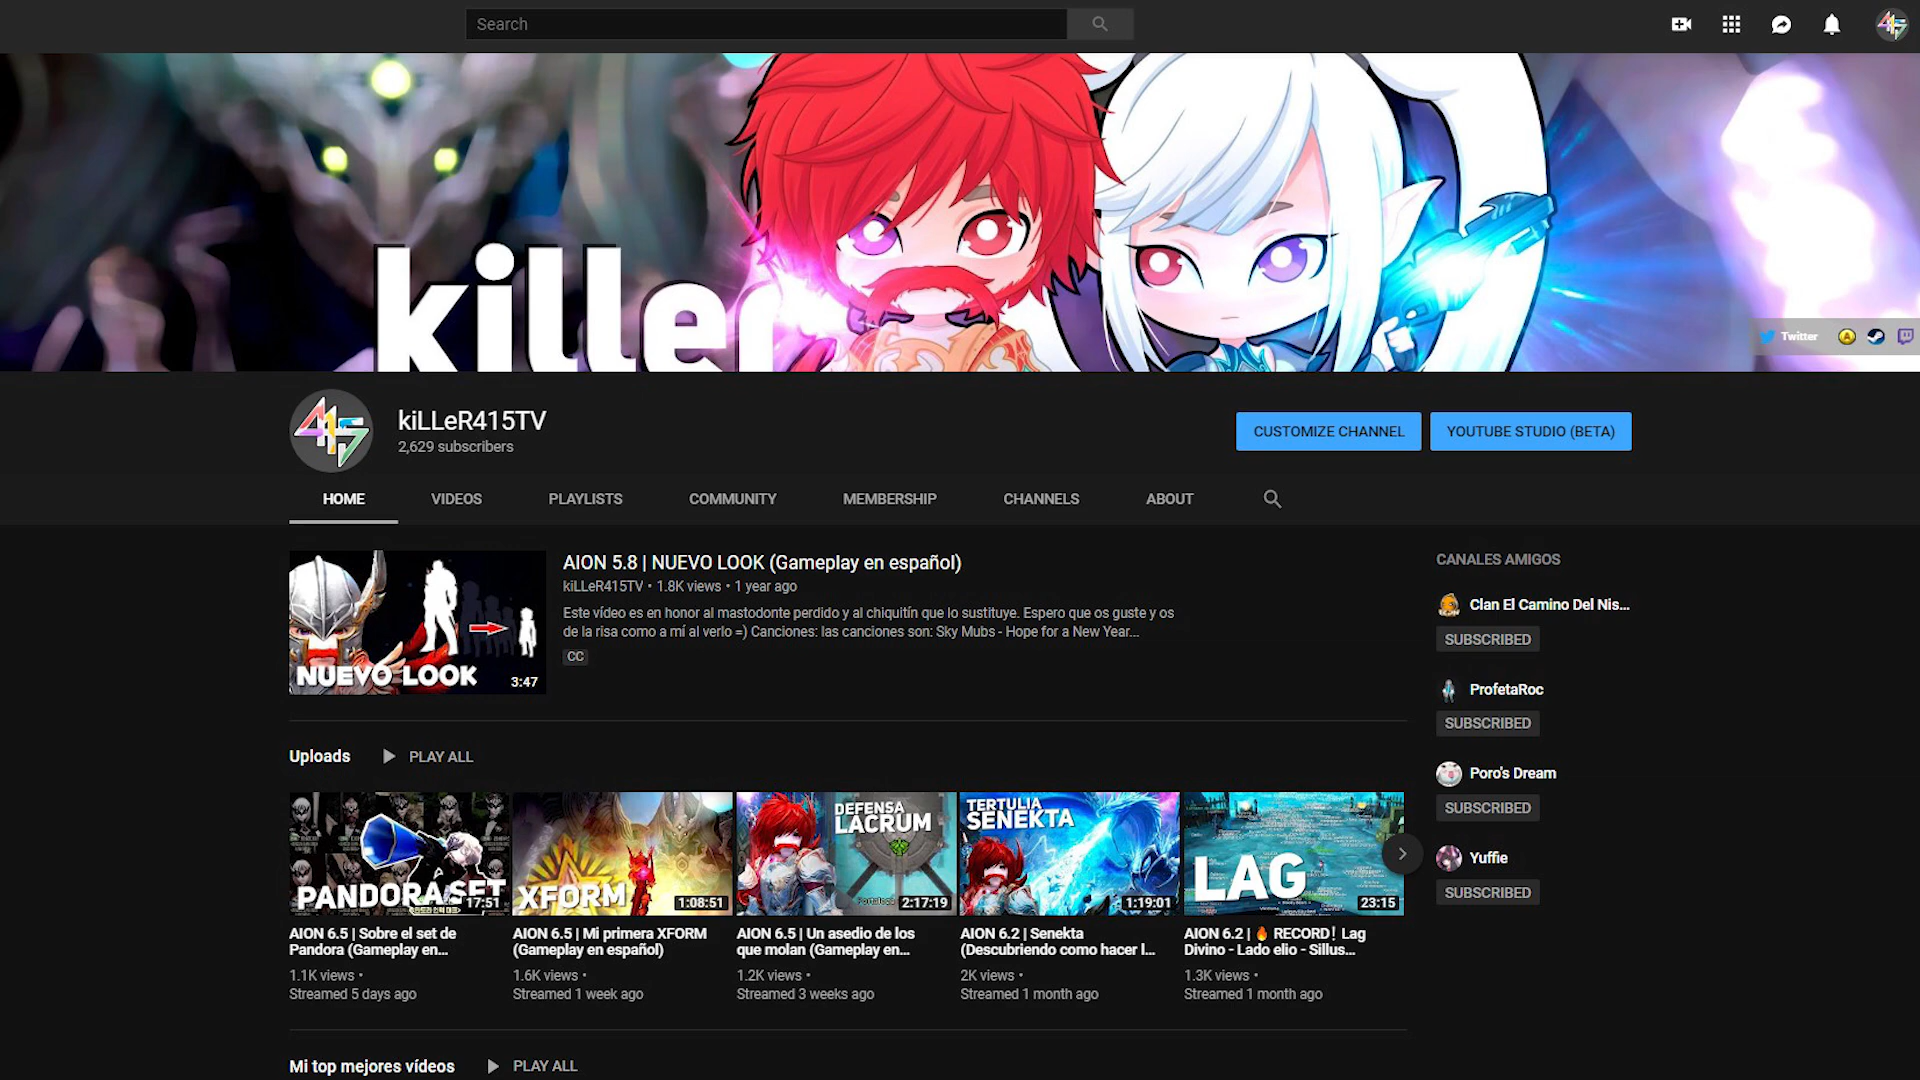 Search
killer
Twitter
kiLLeR415TV
2,629 subscribers
CUSTOMIZE CHANNEL
YOUTUBE STUDIO (BETA)
HOME
VIDEOS
PLAYLISTS
COMMUNITY
MEMBERSHIP
CHANNELS
ABOUT
NUEVO LOOK
3:47
AION 5.8 | NUEVO LOOK (Gameplay en español)
kiLLeR415TV • 1.8K views • 1 year ago
Este vídeo es en honor al mastodonte perdido y al chiquitín que lo sustituye. Espero que os guste y os
de la risa como a mí al verlo =) Canciones: las canciones son: Sky Mubs - Hope for a New Year...
CC
CANALES AMIGOS
Clan El Camino Del Nis...
SUBSCRIBED
ProfetaRoc
SUBSCRIBED
Poro's Dream
SUBSCRIBED
Yuffie
SUBSCRIBED
Uploads
PLAY ALL
PANDORA SET
17:51
AION 6.5 | Sobre el set de
Pandora (Gameplay en...
1.1K views •
Streamed 5 days ago
XFORM
1:08:51
AION 6.5 | Mi primera XFORM
(Gameplay en español)
1.6K views •
Streamed 1 week ago
DEFENSA
LACRUM
2:17:19
AION 6.5 | Un asedio de los
que molan (Gameplay en...
1.2K views •
Streamed 3 weeks ago
TERTULIA
SENEKTA
1:19:01
AION 6.2 | Senekta
(Descubriendo como hacer l...
2K views •
Streamed 1 month ago
LAG
23:15
AION 6.2 | 🔥 RECORD! Lag
Divino - Lado elio - Sillus...
1.3K views •
Streamed 1 month ago
Mi top mejores vídeos
PLAY ALL